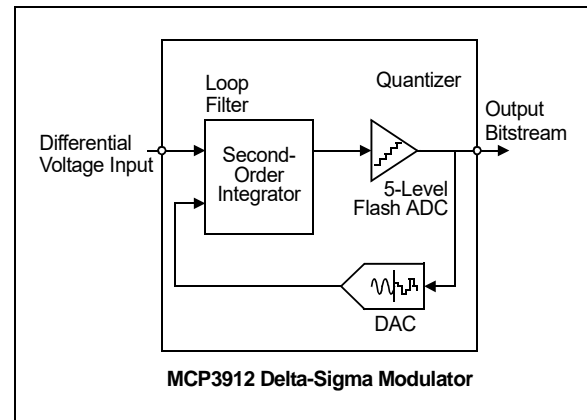 Loop
Filter
Quantizer
Output
Bitstream
Differential
Voltage Input
Second-
Order
Integrator
5-Level
Flash ADC
DAC
MCP3912 Delta-Sigma Modulator